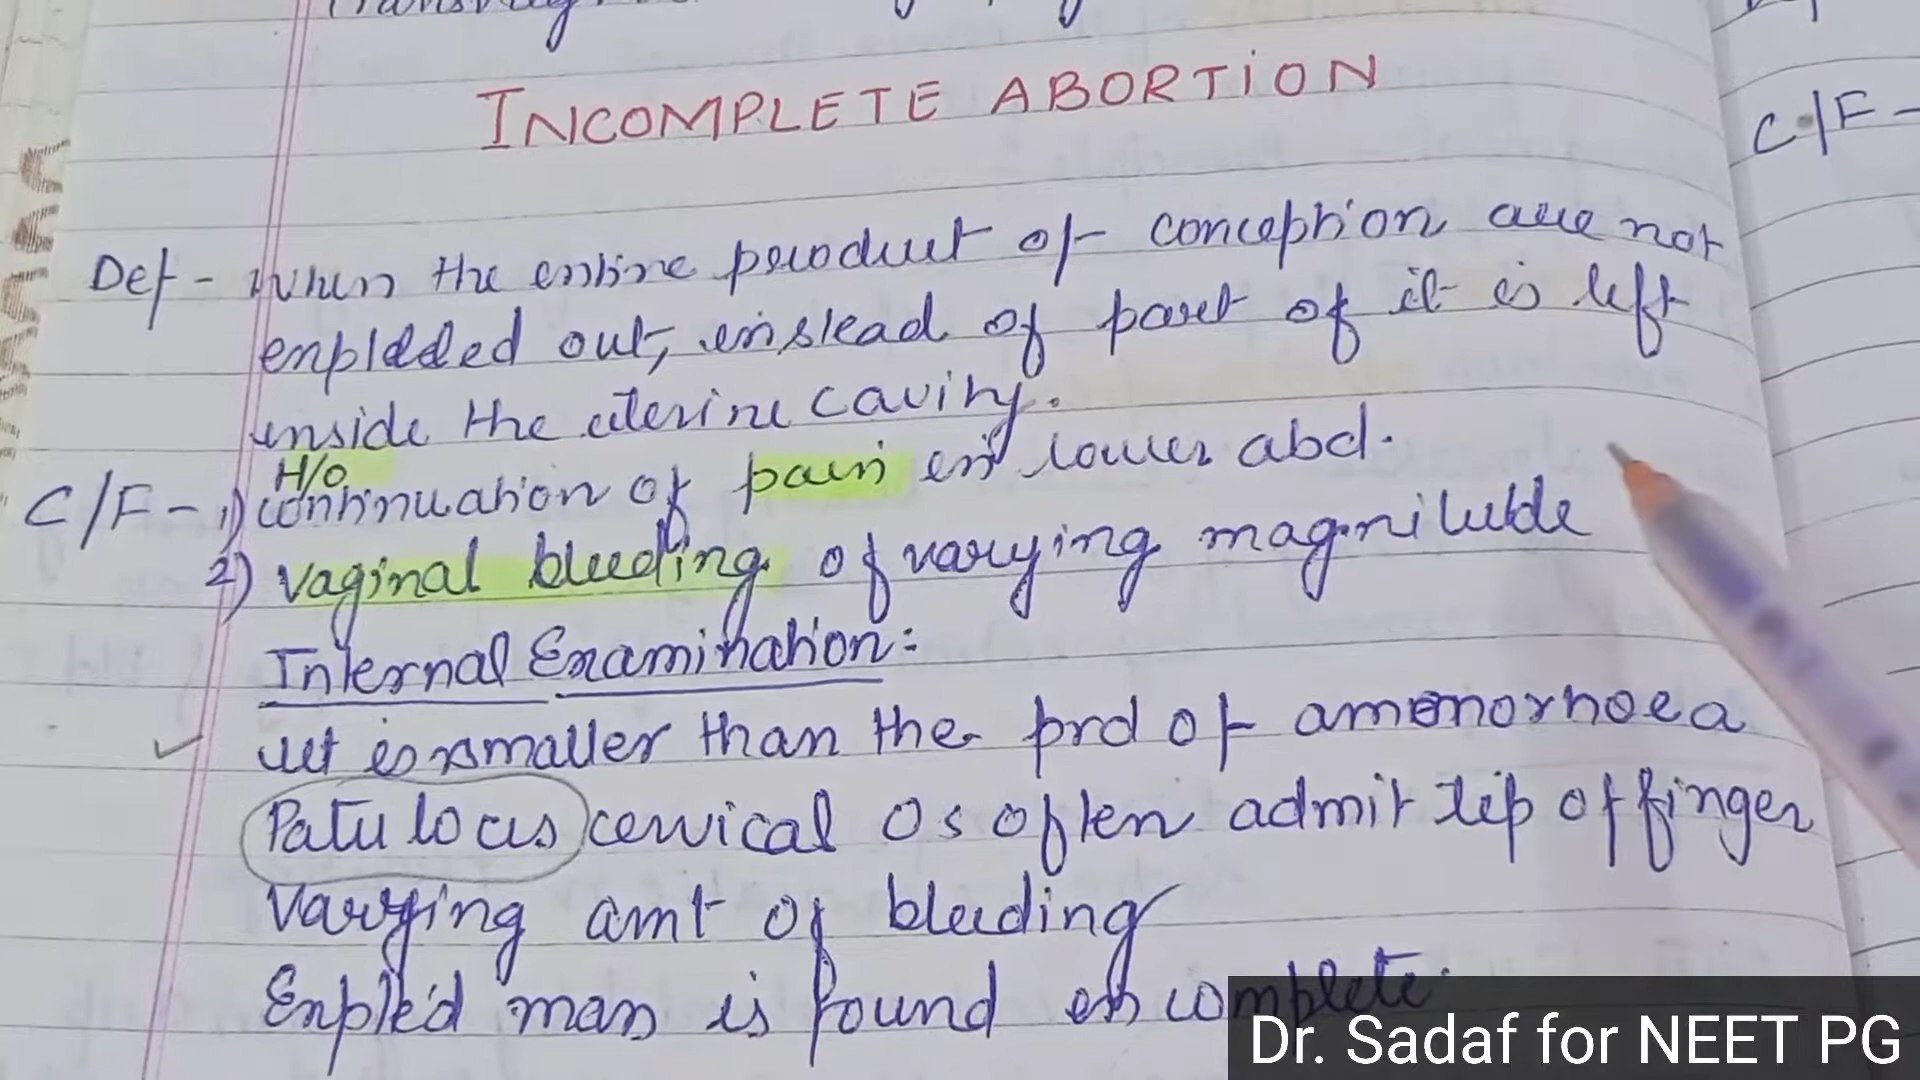 INCOMPLETE ABORTION
C/F-
Def - When the entire product of conception are not
expelled out, instead of part of it is left
inside the uterine cavity.
H/O
C/F - 1) continuation of pain in lower abd.
2) vaginal bleeding of varying magnitude
Internal Examination:
ut is smaller than the prd of amenorrhoea
Patulous cervical Os often admit tip of finger
Varying amt of bleeding
Expled mass is found incomplete.
Dr. Sadaf for NEET PG